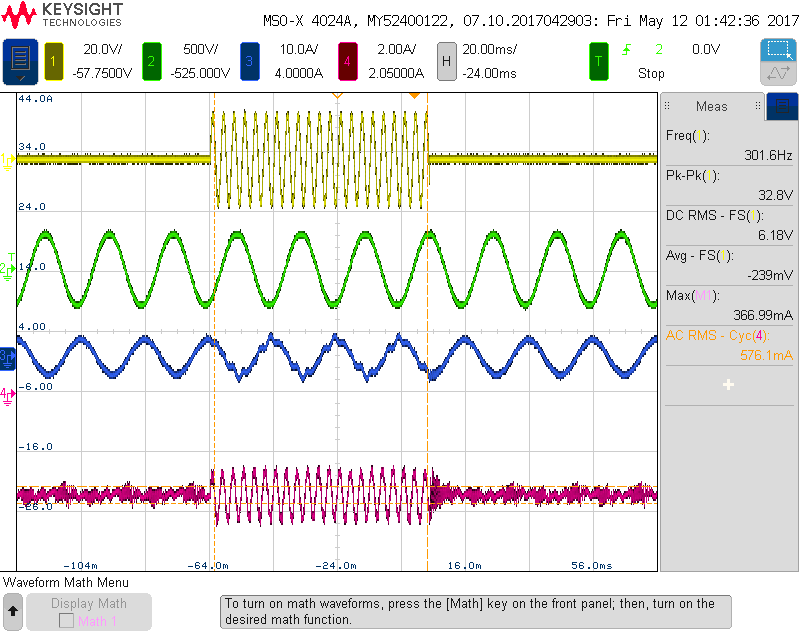 KEYSIGHT
TECHNOLOGIES
MSO-X 4024A, MY52400122, 07.10.2017042903: Fri May 12 01:42:36 2017
1 20.0V/ 2 500V/ 3 10.0A/ 4 2.00A/ H 20.00ms/ T 2 0.0V
-57.7500V -525.000V 4.0000A 2.05000A -24.00ms Stop
44.0A
34.0
24.0
14.0
4.00
-6.00
-16.0
-26.0
1
T
2
3
4
-104m -64.0m -24.0m 16.0m 56.0ms
Meas
Freq( ):
301.6Hz
Pk-Pk( ):
32.8V
DC RMS - FS( ):
6.18V
Avg - FS( ):
-239mV
Max(M1):
366.99mA
AC RMS - Cyc(4):
576.1mA
Waveform Math Menu
Display Math
Math 1
To turn on math waveforms, press the [Math] key on the front panel; then, turn on the
desired math function.